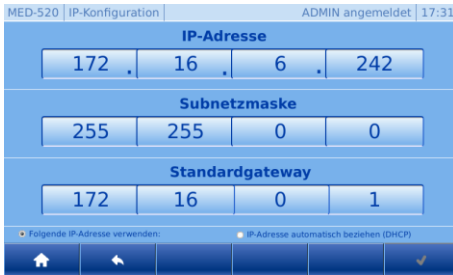 MED-520 IP-Konfiguration ADMIN angemeldet 17:31
IP-Adresse
172 . 16 . 6 . 242
Subnetzmaske
255 255 0 0
Standardgateway
172 16 0 1
Folgende IP-Adresse verwenden: IP-Adresse automatisch beziehen (DHCP)